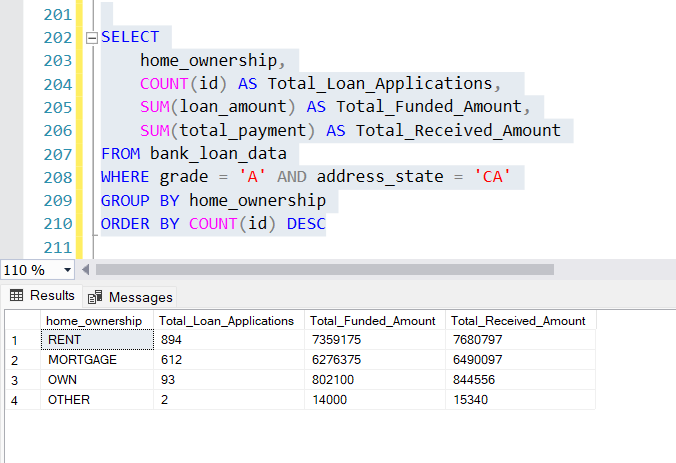 201
202 SELECT
203 home_ownership,
204 COUNT(id) AS Total_Loan_Applications,
205 SUM(loan_amount) AS Total_Funded_Amount,
206 SUM(total_payment) AS Total_Received_Amount
207 FROM bank_loan_data
208 WHERE grade = 'A' AND address_state = 'CA'
209 GROUP BY home_ownership
210 ORDER BY COUNT(id) DESC
211
110 %
Results Messages
home_ownership Total_Loan_Applications Total_Funded_Amount Total_Received_Amount
1 RENT 894 7359175 7680797
2 MORTGAGE 612 6276375 6490097
3 OWN 93 802100 844556
4 OTHER 2 14000 15340